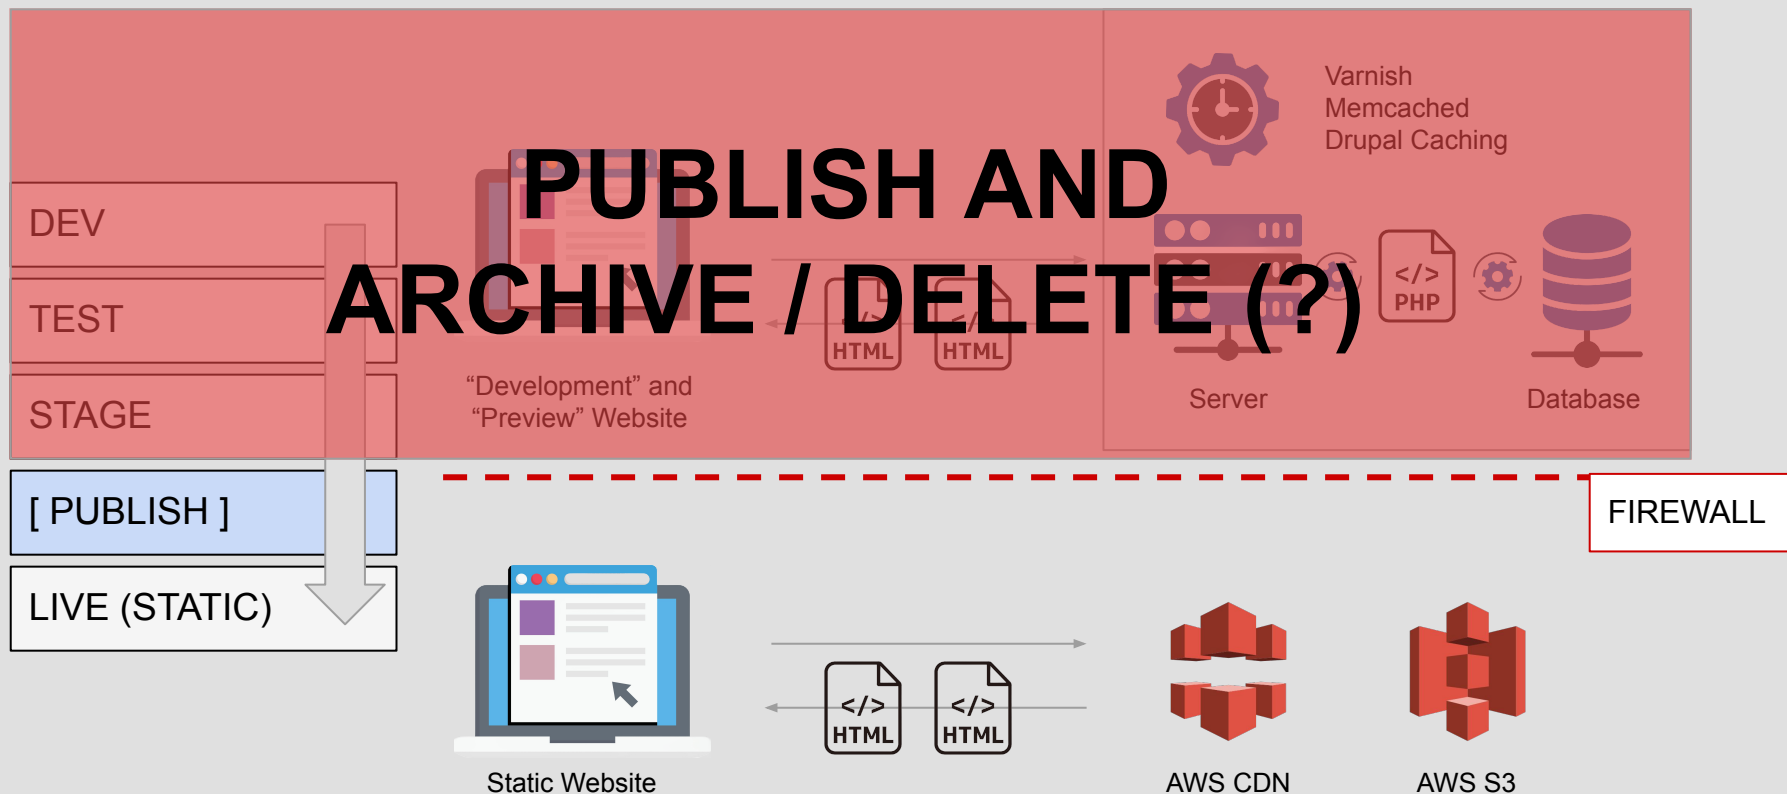 Varnish
Memcached
Drupal Caching
PUBLISH AND
ARCHIVE / DELETE (?)
DEV
TEST
STAGE
[ PUBLISH ]
LIVE (STATIC)
“Development” and
“Preview” Website
</>
HTML
</>
HTML
</>
PHP
Server
Database
FIREWALL
</>
HTML
</>
HTML
Static Website
AWS CDN
AWS S3